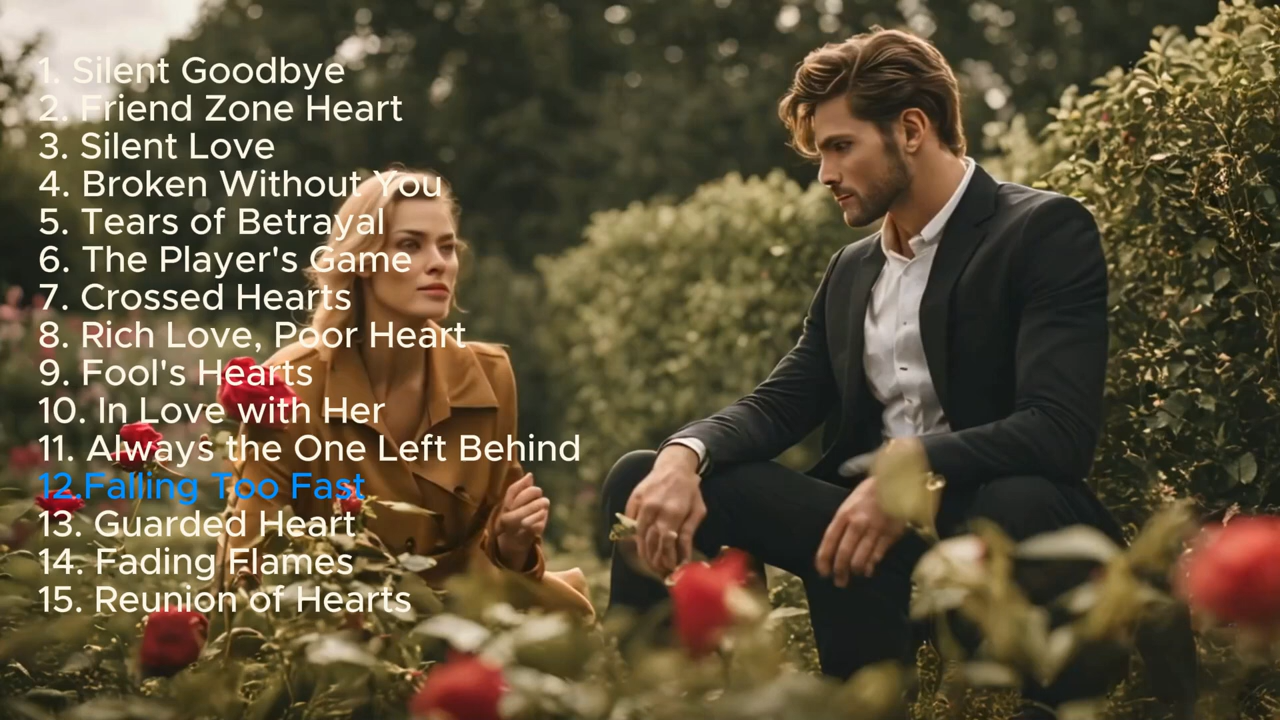 1. Silent Goodbye
2. Friend Zone Heart
3. Silent Love
4. Broken Without You
5. Tears of Betrayal
6. The Player's Game
7. Crossed Hearts
8. Rich Love, Poor Heart
9. Fool's Hearts
10. In Love with Her
11. Always the One Left Behind
12.Falling Too Fast
13. Guarded Heart
14. Fading Flames
15. Reunion of Hearts